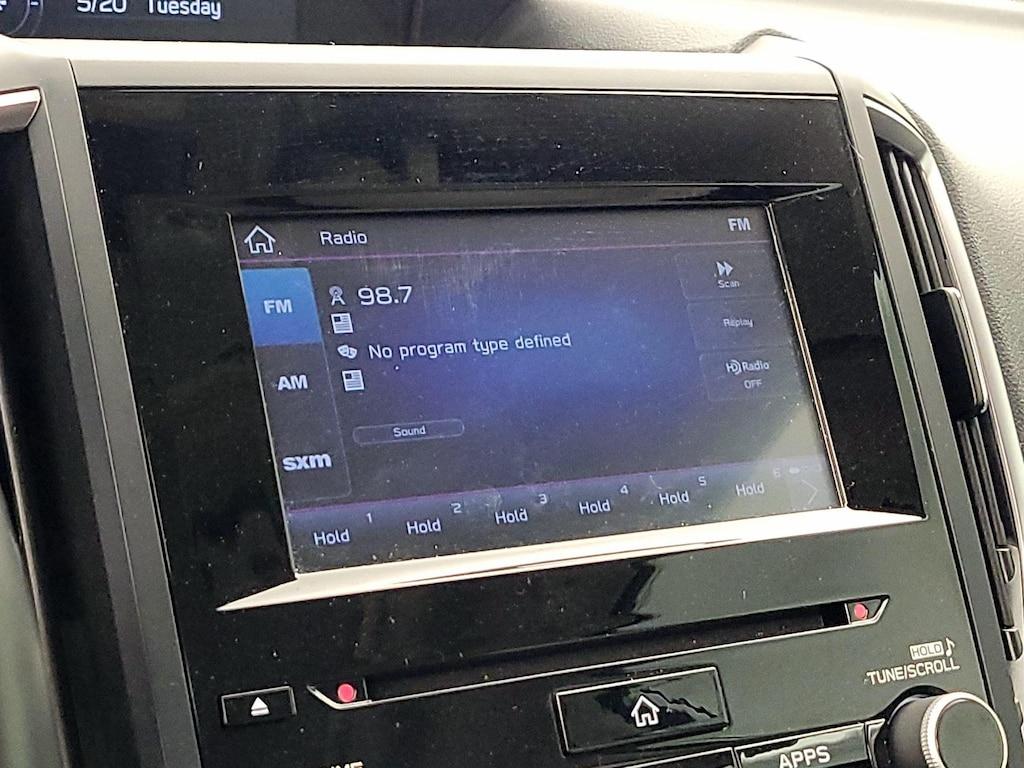 5/20 Tuesday
Radio
FM
FM
98.7
Scan
No program type defined
Replay
AM
HD Radio
OFF
Sound
sxm
1 2 3 4 5 6
Hold Hold Hold Hold Hold Hold
HOLD
TUNE/SCROLL
APPS